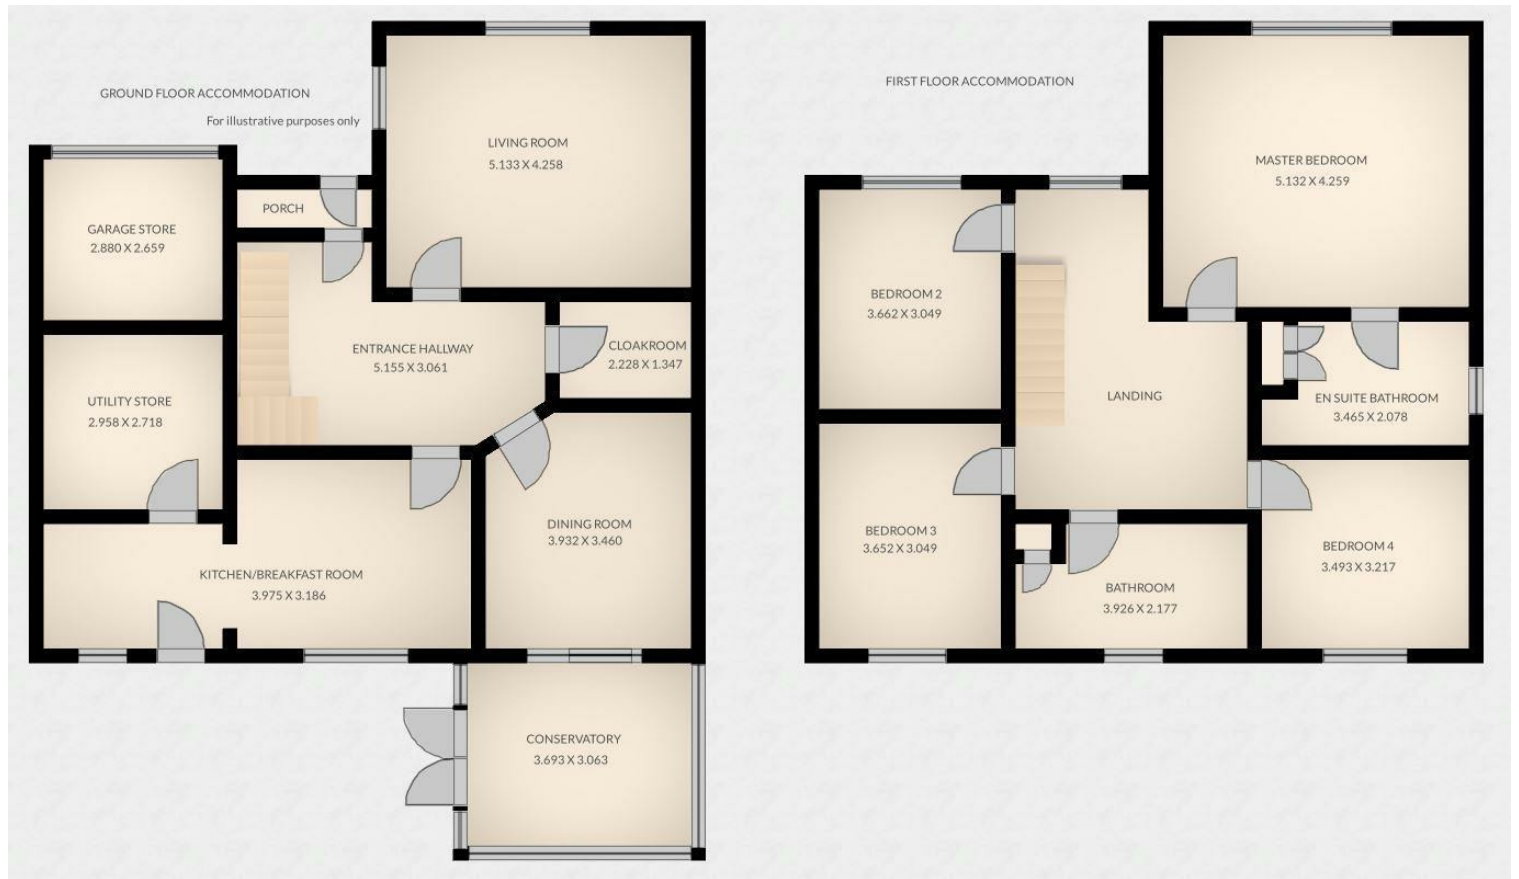 GROUND FLOOR ACCOMMODATION
For illustrative purposes only
LIVING ROOM
5.133 X 4.258
GARAGE STORE
2.880 X 2.659
PORCH
ENTRANCE HALLWAY
5.155 X 3.061
CLOAKROOM
2.228 X 1.347
UTILITY STORE
2.958 X 2.718
DINING ROOM
3.932 X 3.460
KITCHEN/BREAKFAST ROOM
3.975 X 3.186
CONSERVATORY
3.693 X 3.063
FIRST FLOOR ACCOMMODATION
MASTER BEDROOM
5.132 X 4.259
BEDROOM 2
3.662 X 3.049
LANDING
EN SUITE BATHROOM
3.465 X 2.078
BEDROOM 3
3.652 X 3.049
BEDROOM 4
3.493 X 3.217
BATHROOM
3.926 X 2.177